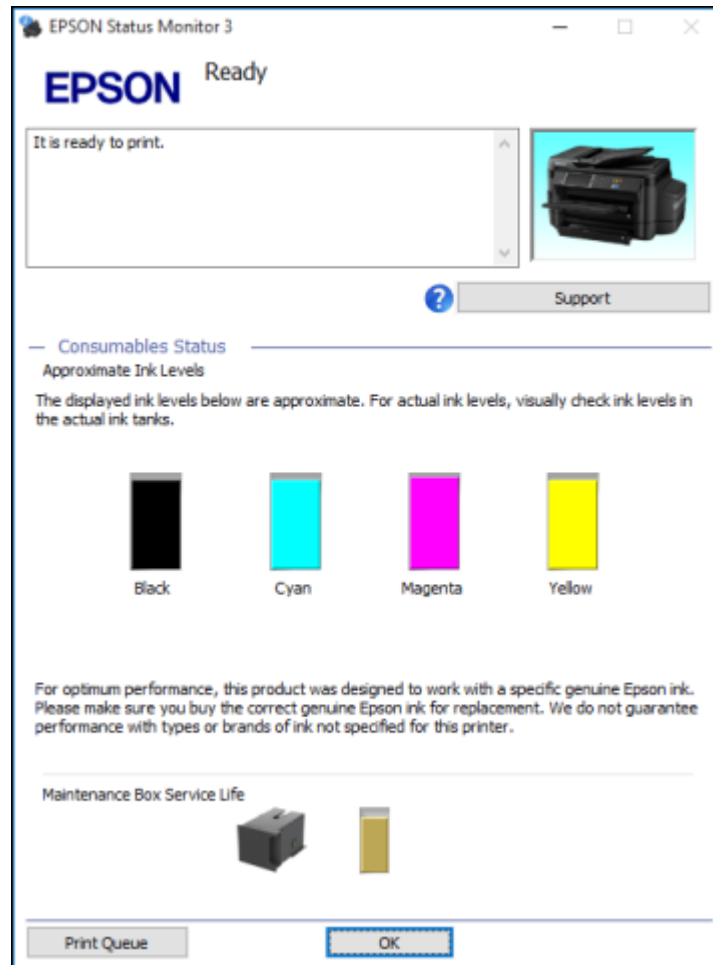 EPSON Status Monitor 3
EPSON
Ready
It is ready to print.
Support
Consumables Status
Approximate Ink Levels
The displayed ink levels below are approximate. For actual ink levels, visually check ink levels in
the actual ink tanks.
Black Cyan Magenta Yellow
For optimum performance, this product was designed to work with a specific genuine Epson ink.
Please make sure you buy the correct genuine Epson ink for replacement. We do not guarantee
performance with types or brands of ink not specified for this printer.
Maintenance Box Service Life
Print Queue OK